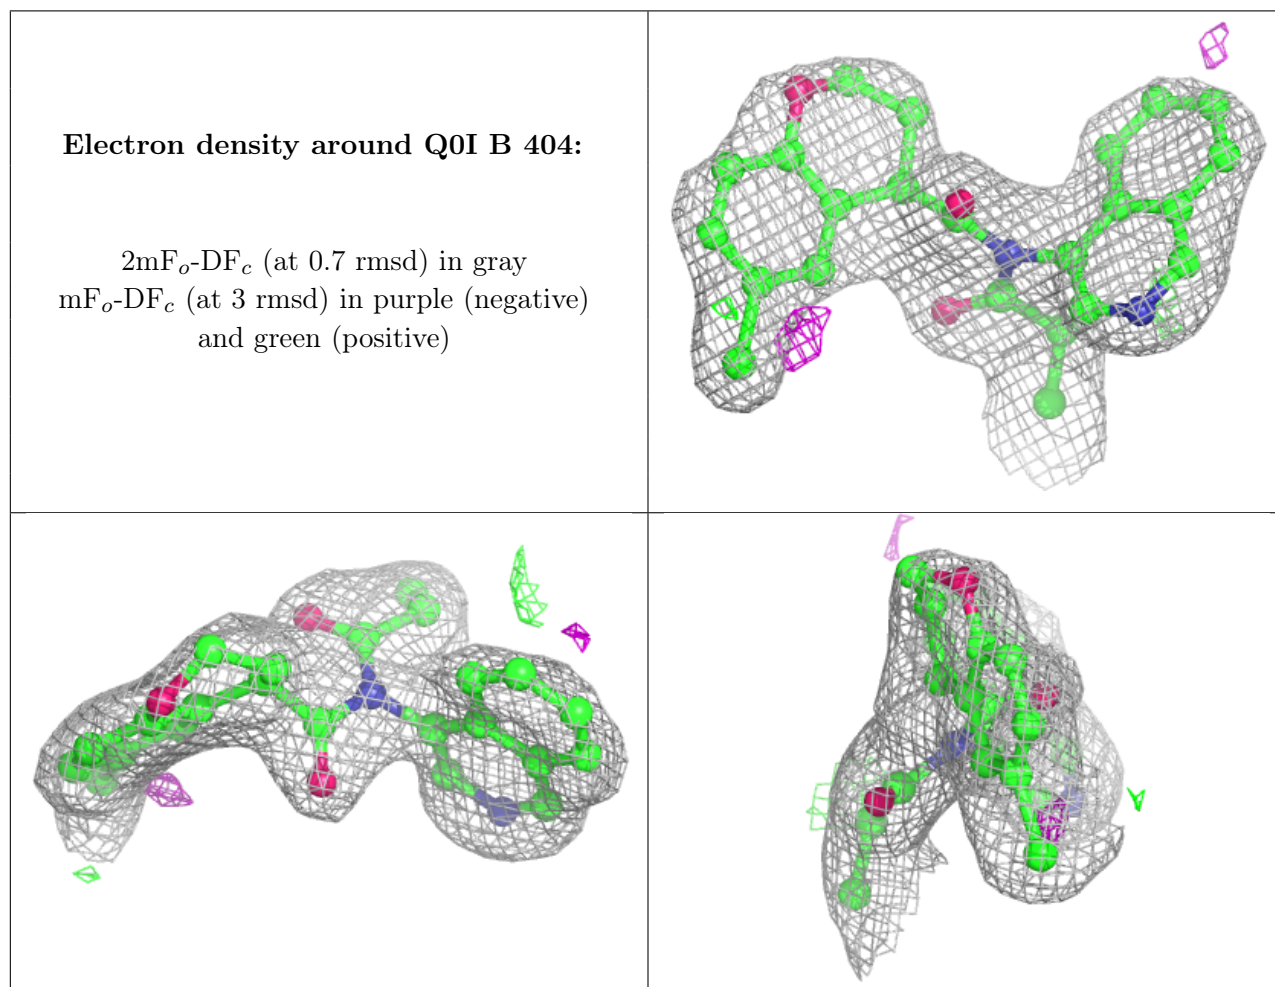 Electron density around Q0I B 404:
2mFo-DFc (at 0.7 rmsd) in gray
mFo-DFc (at 3 rmsd) in purple (negative)
and green (positive)